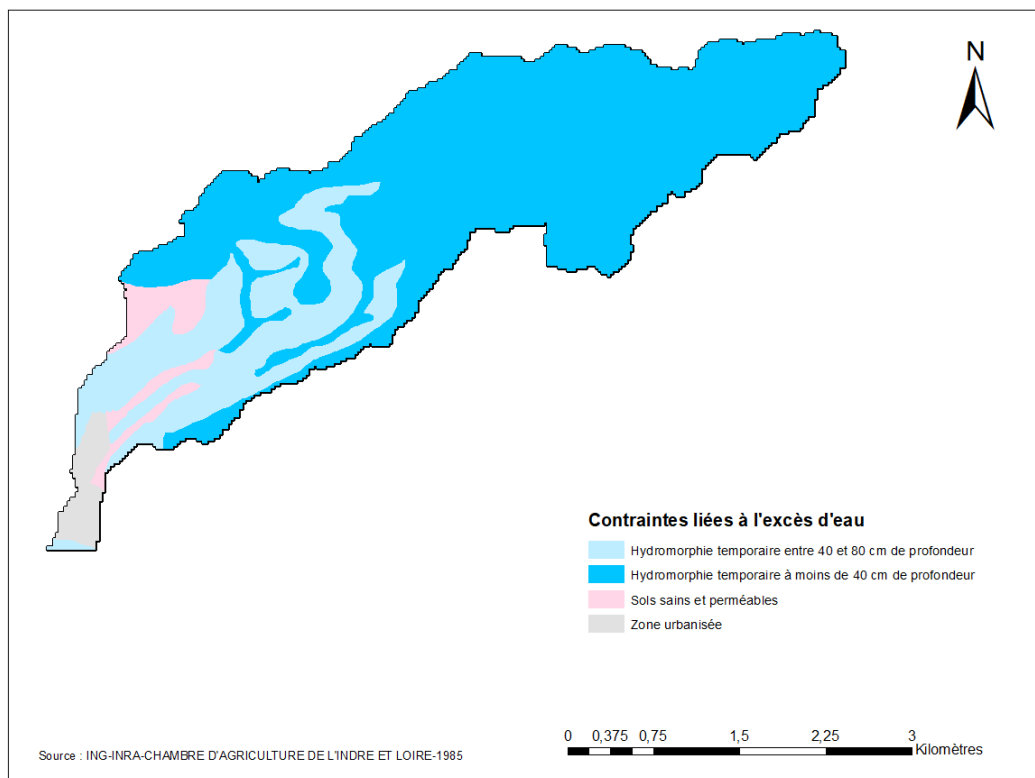 N
Contraintes liées à l'excès d'eau
Hydromorphie temporaire entre 40 et 80 cm de profondeur
Hydromorphie temporaire à moins de 40 cm de profondeur
Sols sains et perméables
Zone urbanisée
0 0,375 0,75 1,5 2,25 3
Kilomètres
Source : ING-INRA-CHAMBRE D'AGRICULTURE DE L'INDRE ET LOIRE-1985